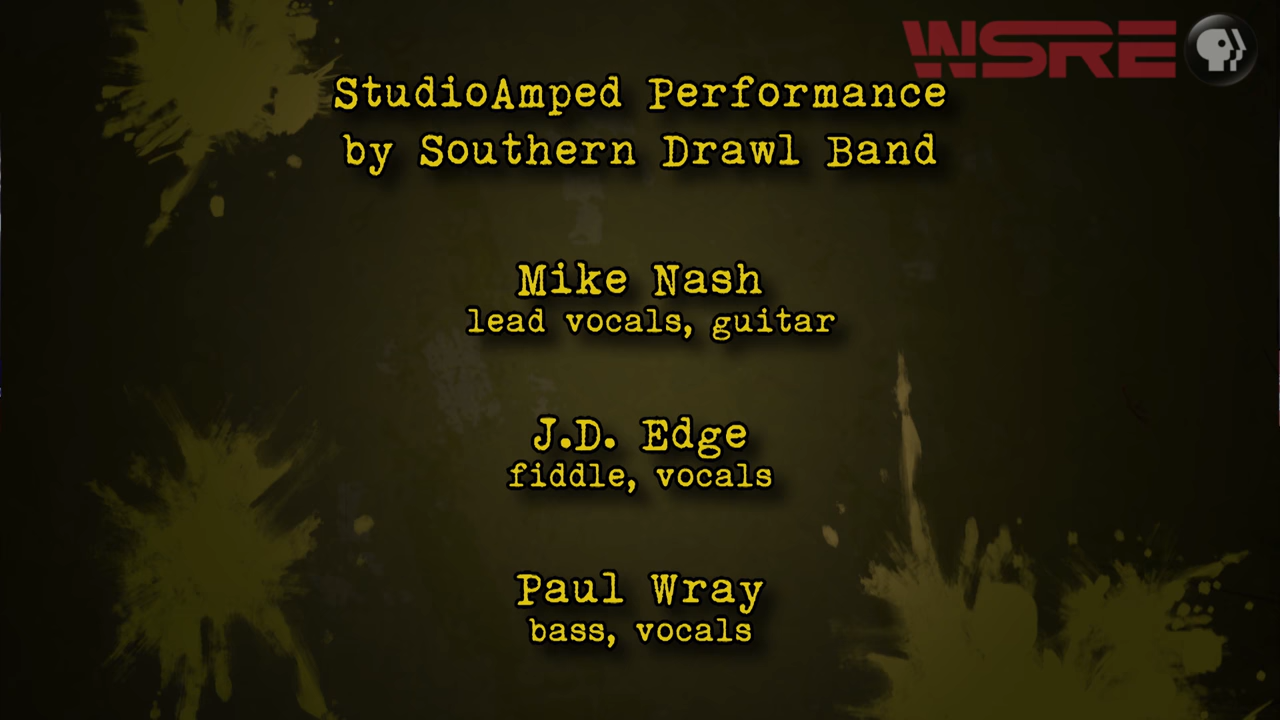 WSRE
StudioAmped Performance
by Southern Drawl Band
Mike Nash
lead vocals, guitar
J.D. Edge
fiddle, vocals
Paul Wray
bass, vocals